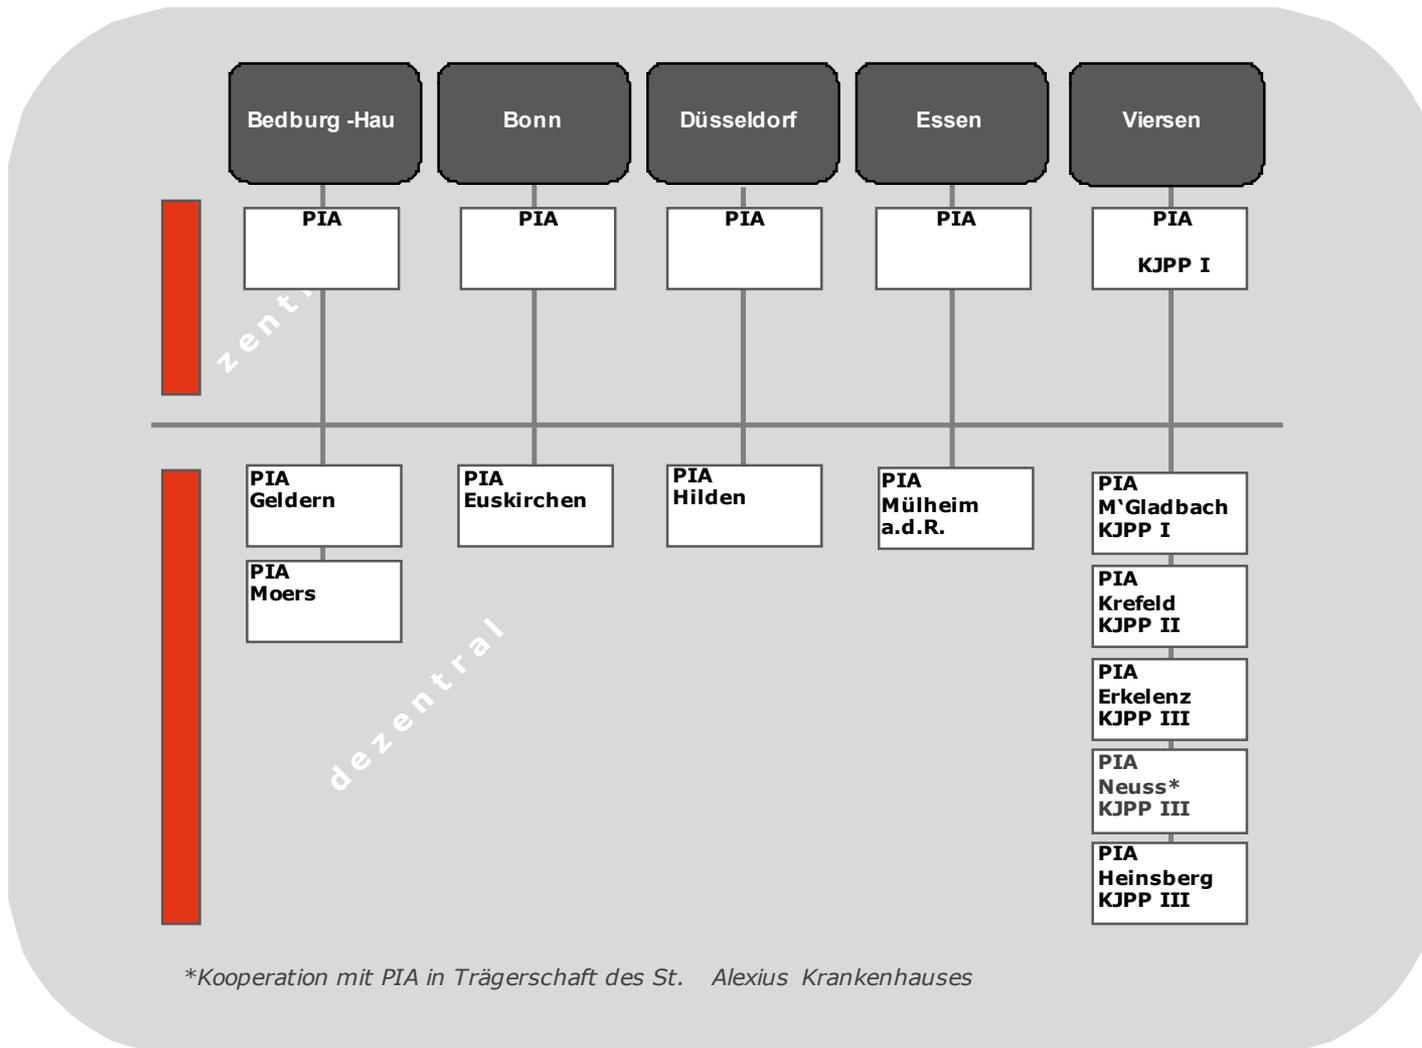 Bedburg -Hau
Bonn
Düsseldorf
Essen
Viersen
PIA
PIA
PIA
PIA
PIA
KJPP I
zentr
PIA
Geldern
PIA
Euskirchen
PIA
Hilden
PIA
Mülheim
a.d.R.
PIA
M‘Gladbach
KJPP I
PIA
Moers
PIA
Krefeld
KJPP II
dezentral
PIA
Erkelenz
KJPP III
PIA
Neuss*
KJPP III
PIA
Heinsberg
KJPP III
*Kooperation mit PIA in Trägerschaft des St. Alexius Krankenhauses